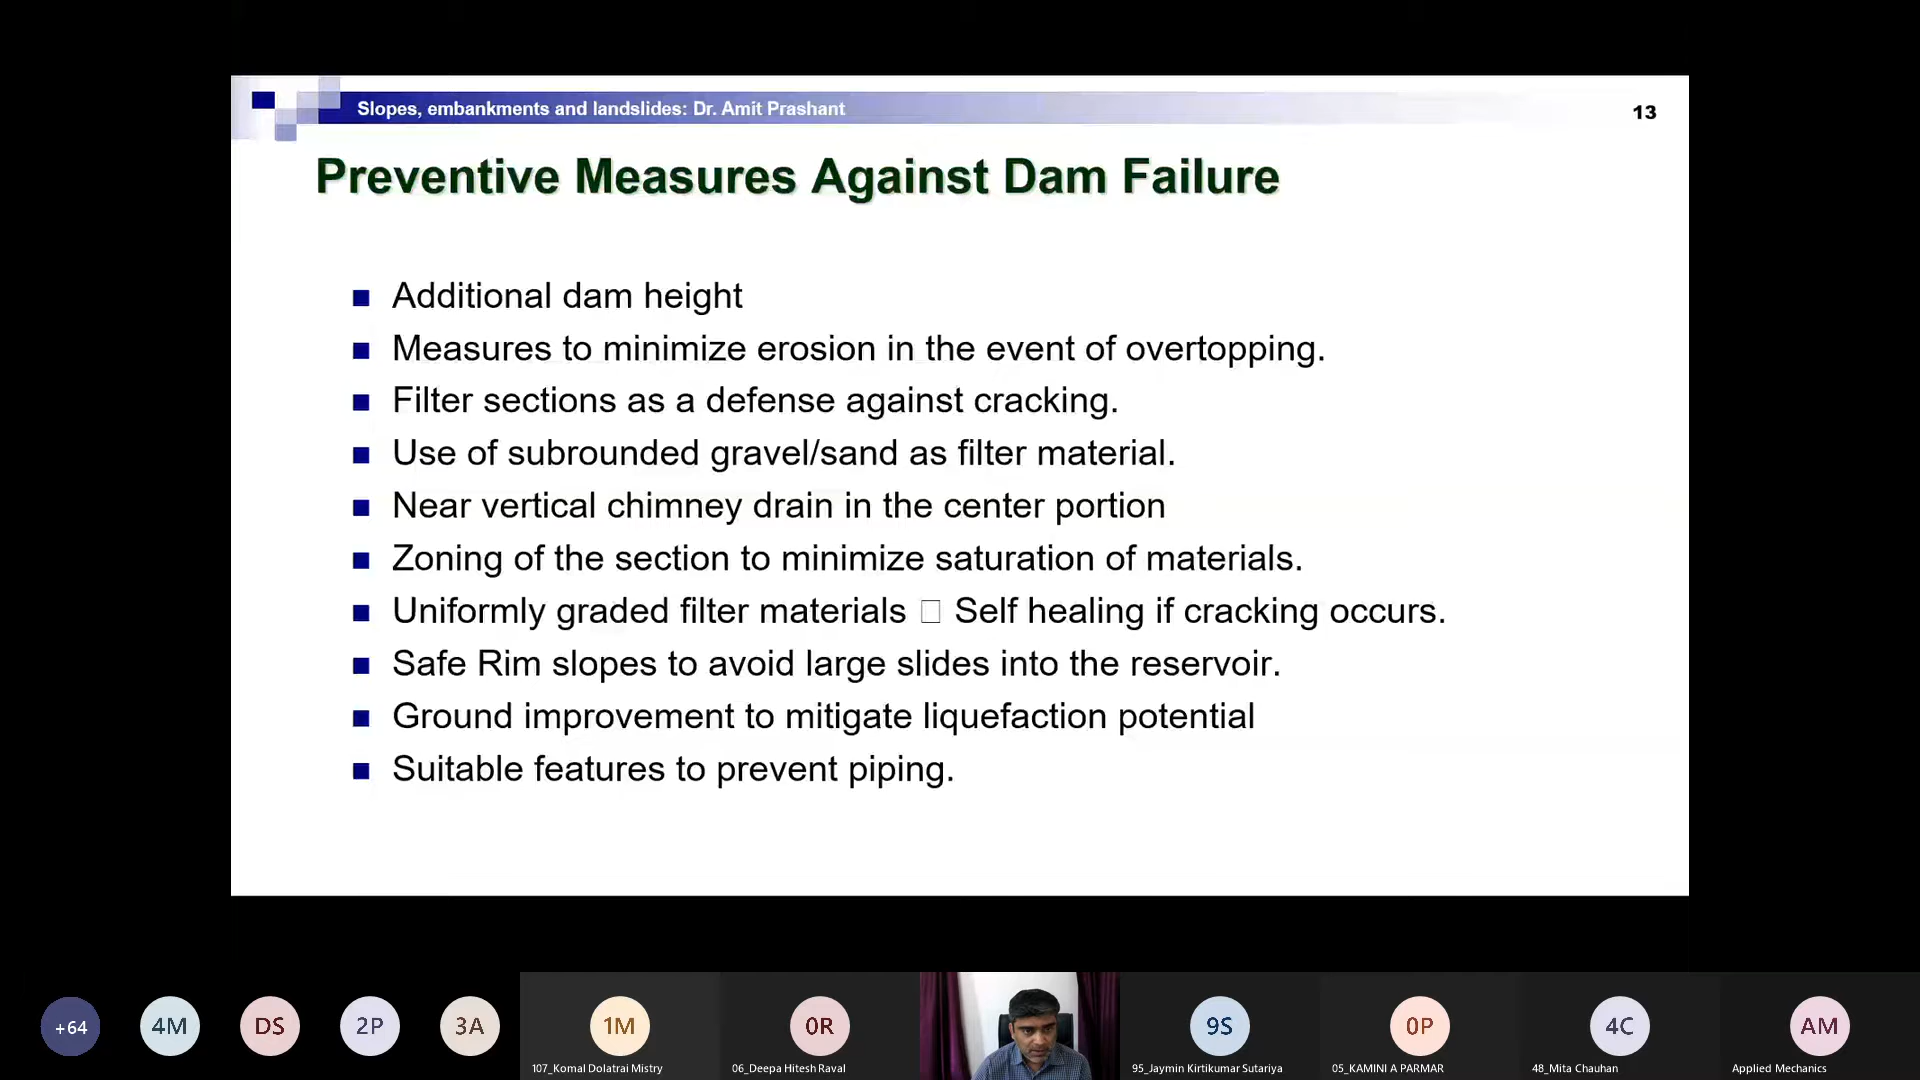 Slopes, embankments and landslides: Dr. Amit Prashant
13
Preventive Measures Against Dam Failure
Additional dam height
Measures to minimize erosion in the event of overtopping.
Filter sections as a defense against cracking.
Use of subrounded gravel/sand as filter material.
Near vertical chimney drain in the center portion
Zoning of the section to minimize saturation of materials.
Uniformly graded filter materials □ Self healing if cracking occurs.
Safe Rim slopes to avoid large slides into the reservoir.
Ground improvement to mitigate liquefaction potential
Suitable features to prevent piping.
+64 4M DS 2P 3A 1M 0R 9S 0P 4C AM
107_Komal Dolatrai Mistry 06_Deepa Hitesh Raval 95_Jaymin Kirtikumar Sutariya 05_KAMINI A PARMAR 48_Mita Chauhan Applied Mechanics